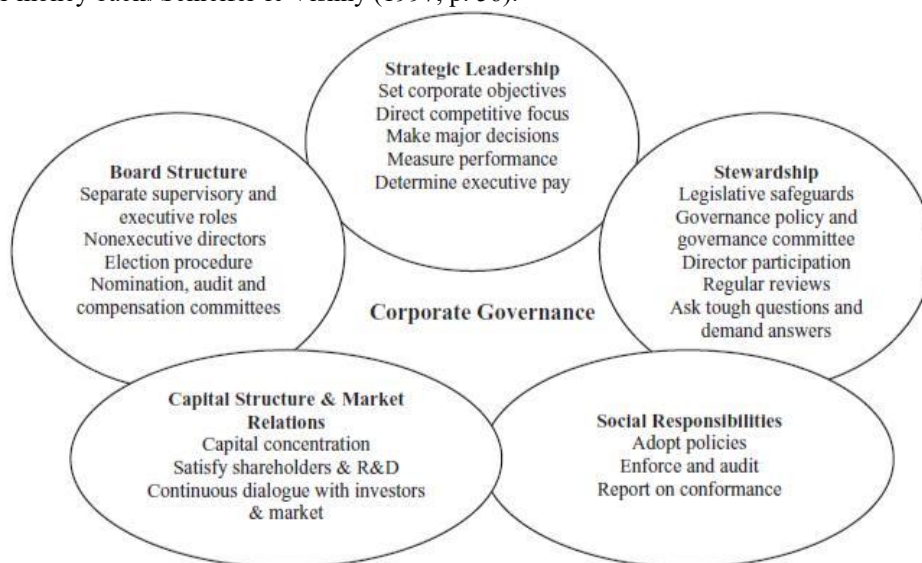 money & Vishny (1997, p.
Strategic Leadership
Set corporate objectives
Direct competitive focus
Make major decisions
Measure performance
Determine executive pay
Board Structure
Separate supervisory and
executive roles
Nonexecutive directors
Election procedure
Nomination, audit and
compensation committees
Stewardship
Legislative safeguards
Governance policy and
governance committee
Director participation
Regular reviews
Ask tough questions and
demand answers
Corporate Governance
Capital Structure & Market
Relations
Capital concentration
Satisfy shareholders & R&D
Continuous dialogue with investors
& market
Social Responsibilities
Adopt policies
Enforce and audit
Report on conformance